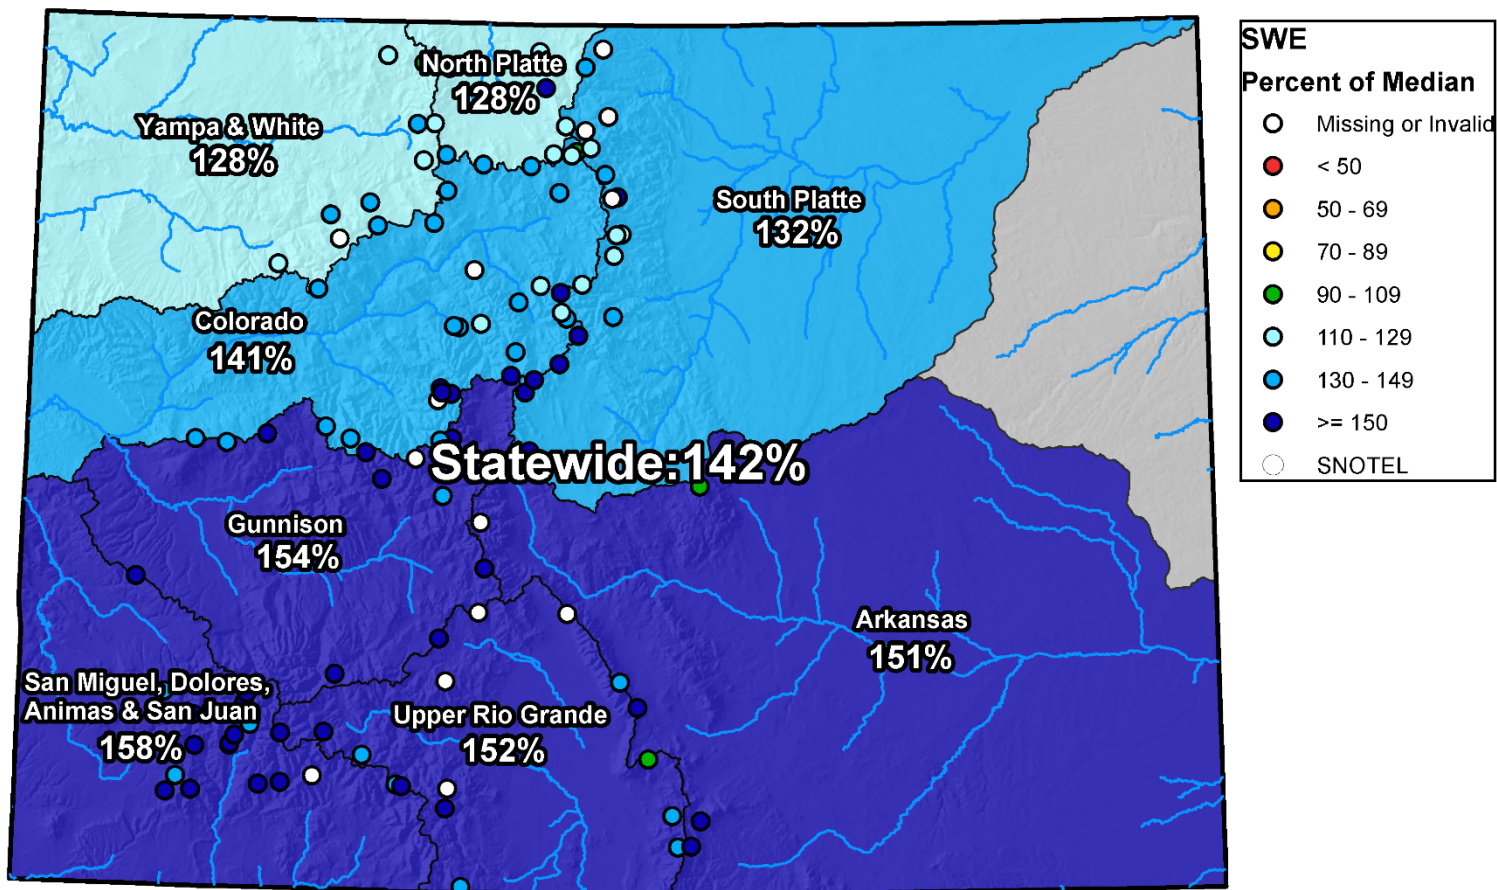 North Platte
128%
Yampa & White
128%
South Platte
132%
Colorado
141%
Statewide:142%
Gunnison
154%
Arkansas
151%
San Miguel, Dolores,
Animas & San Juan
158%
Upper Rio Grande
152%
SWE
Percent of Median
Missing or Invalid
< 50
50 - 69
70 - 89
90 - 109
110 - 129
130 - 149
>= 150
SNOTEL